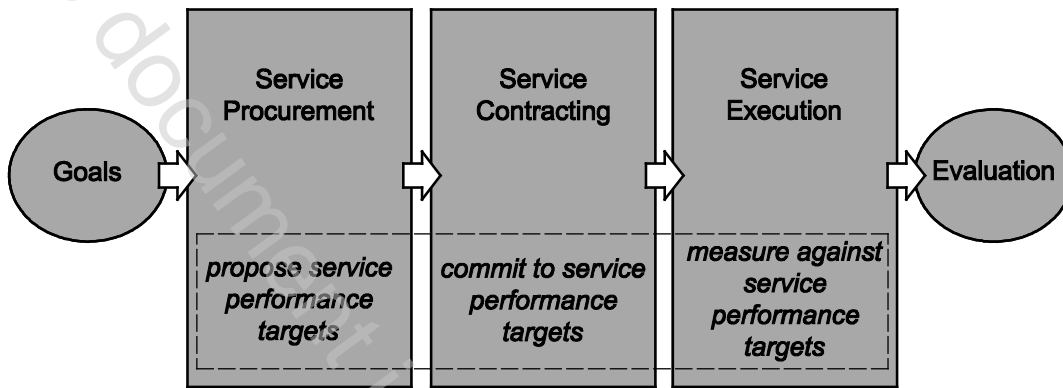 document i
Goals
Service
Procurement
propose service
performance
targets
Service
Contracting
commit to service
performance
targets
Service
Execution
measure against
service
performance
targets
Evaluation